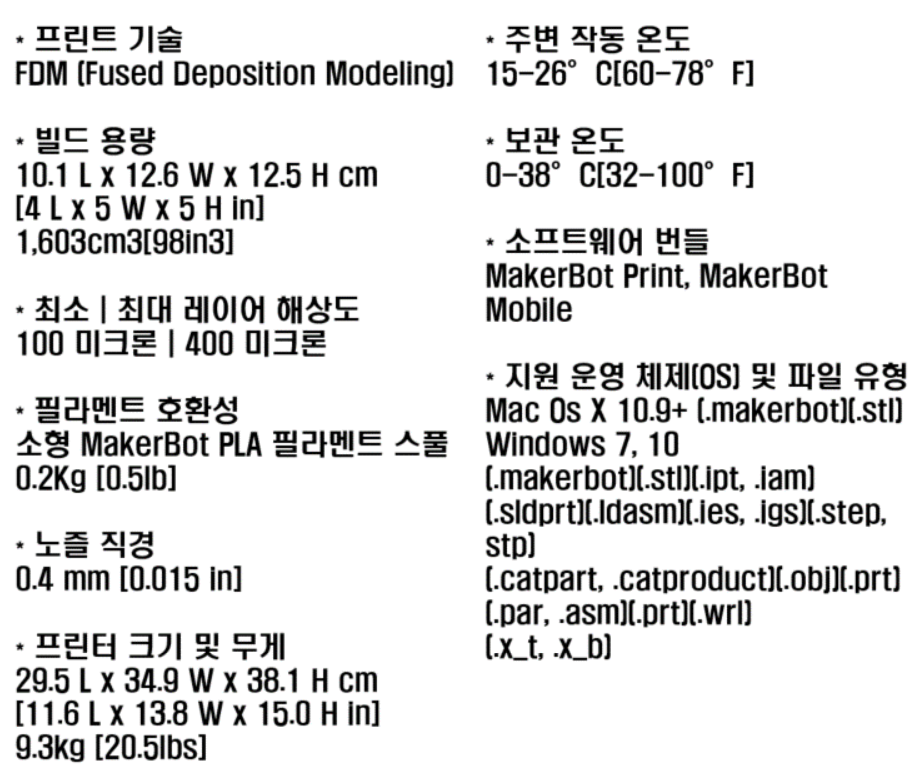 * 프린트 기술
FDM (Fused Deposition Modeling)
* 빌드 용량
10.1 L x 12.6 W x 12.5 H cm
[4 L x 5 W x 5 H in]
1,603cm3[98in3]
* 최소 | 최대 레이어 해상도
100 미크론 | 400 미크론
* 필라멘트 호환성
소형 MakerBot PLA 필라멘트 스풀
0.2Kg [0.5lb]
* 노즐 직경
0.4 mm [0.015 in]
* 프린터 크기 및 무게
29.5 L x 34.9 W x 38.1 H cm
[11.6 L x 13.8 W x 15.0 H in]
9.3kg [20.5lbs]
* 주변 작동 온도
15-26° C[60-78° F]
* 보관 온도
0-38° C[32-100° F]
* 소프트웨어 번들
MakerBot Print, MakerBot
Mobile
* 지원 운영 체제(OS) 및 파일 유형
Mac Os X 10.9+ (.makerbot)(.stl)
Windows 7, 10
(.makerbot)(.stl)(.ipt, .iam)
(.sldprt)(.ldasm)(.ies, .igs)(.step,
stp)
(.catpart, .catproduct)(.obj)(.prt)
(.par, .asm)(.prt)(.wrl)
(.x_t, .x_b)